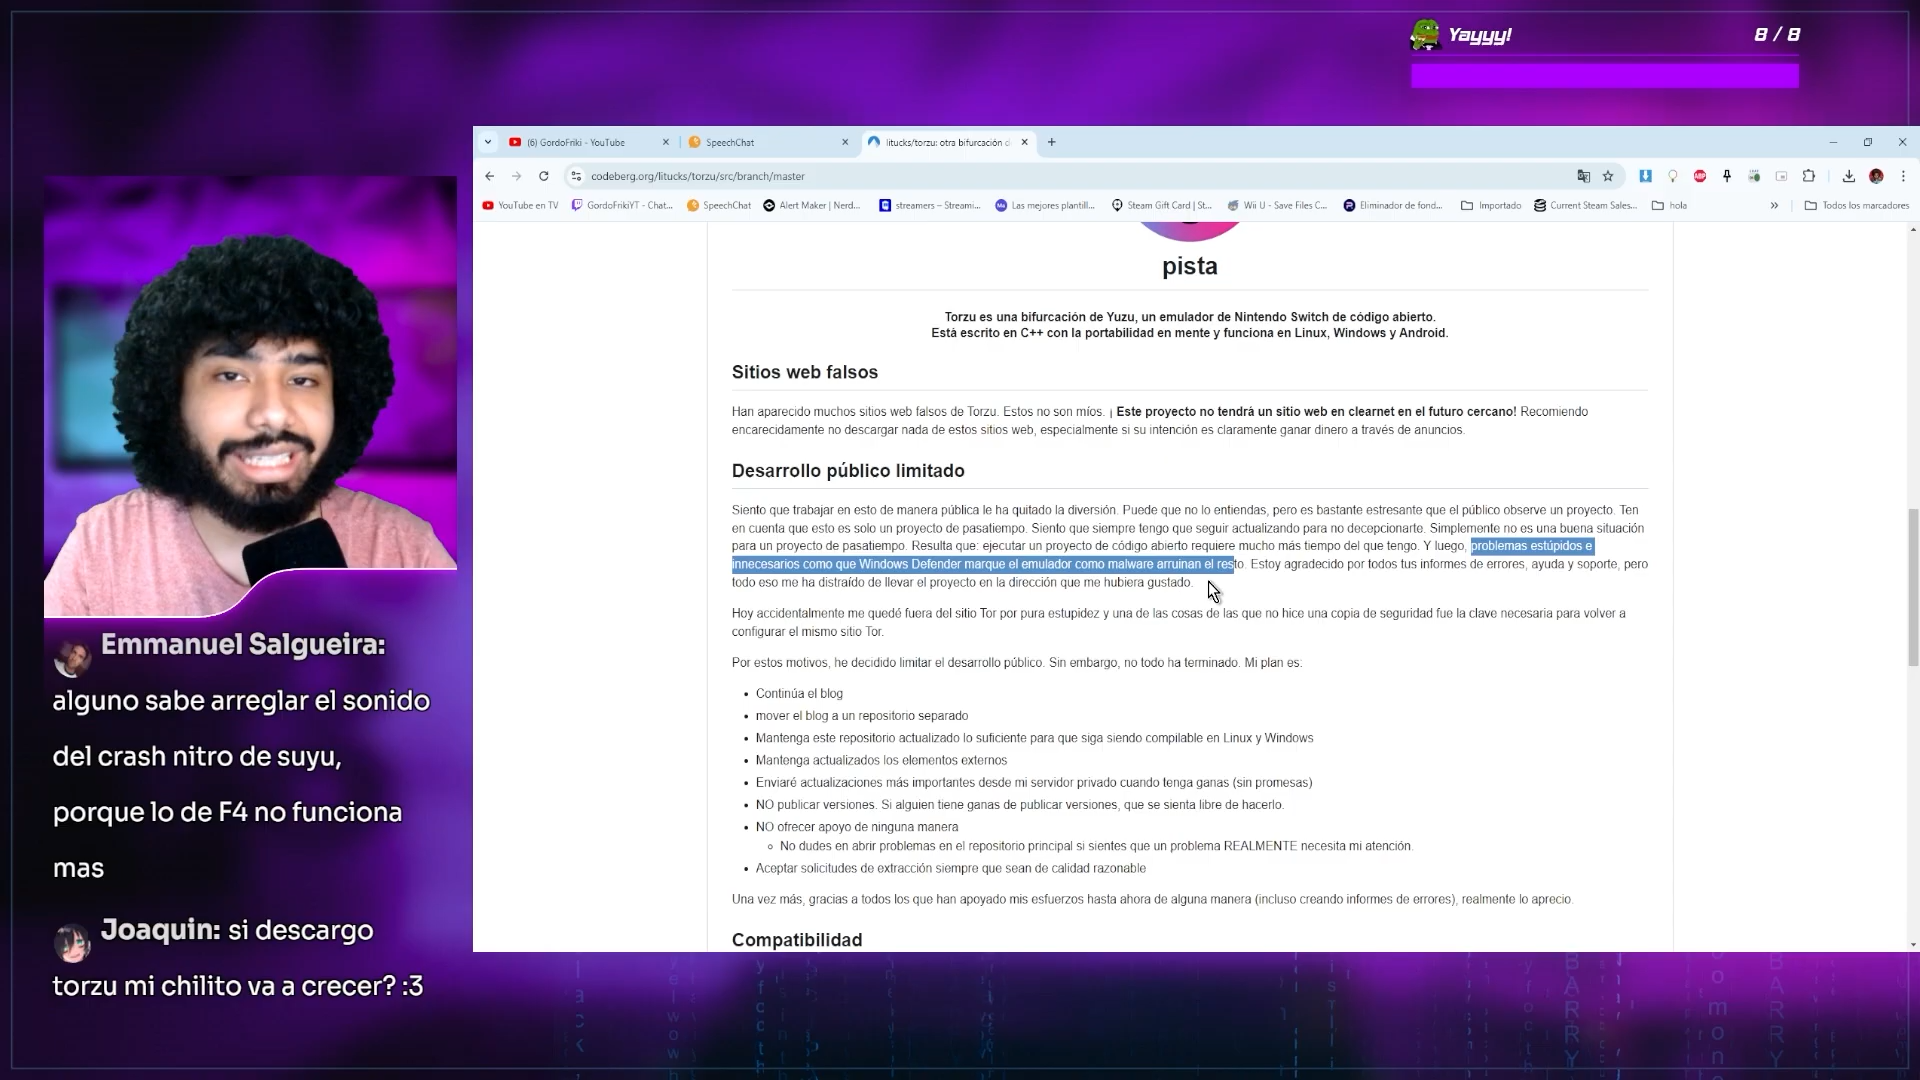 Yayyy!
8 / 8
(6) GordoFriki - YouTube
SpeechChat
litucks/torzu: otra bifurcación d
codeberg.org/litucks/torzu/src/branch/master
YouTube en TV
GordoFrikiYT - Chat...
SpeechChat
Alert Maker | Nerd...
streamers – Streami...
Las mejores plantill...
Steam Gift Card | St...
Wii U - Save Files C...
Eliminador de fond...
Importado
Current Steam Sales...
hola
Todos los marcadores
pista
Torzu es una bifurcación de Yuzu, un emulador de Nintendo Switch de código abierto.
Está escrito en C++ con la portabilidad en mente y funciona en Linux, Windows y Android.
Sitios web falsos
Han aparecido muchos sitios web falsos de Torzu. Estos no son míos. ¡ Este proyecto no tendrá un sitio web en clearnet en el futuro cercano! Recomiendo
encarecidamente no descargar nada de estos sitios web, especialmente si su intención es claramente ganar dinero a través de anuncios.
Desarrollo público limitado
Siento que trabajar en esto de manera pública le ha quitado la diversión. Puede que no lo entiendas, pero es bastante estresante que el público observe un proyecto. Ten
en cuenta que esto es solo un proyecto de pasatiempo. Siento que siempre tengo que seguir actualizando para no decepcionarte. Simplemente no es una buena situación
para un proyecto de pasatiempo. Resulta que: ejecutar un proyecto de código abierto requiere mucho más tiempo del que tengo. Y luego, problemas estúpidos e
innecesarios como que Windows Defender marque el emulador como malware arruinan el resto. Estoy agradecido por todos tus informes de errores, ayuda y soporte, pero
todo eso me ha distraído de llevar el proyecto en la dirección que me hubiera gustado.
Hoy accidentalmente me quedé fuera del sitio Tor por pura estupidez y una de las cosas de las que no hice una copia de seguridad fue la clave necesaria para volver a
configurar el mismo sitio Tor.
Por estos motivos, he decidido limitar el desarrollo público. Sin embargo, no todo ha terminado. Mi plan es:
Continúa el blog
mover el blog a un repositorio separado
Mantenga este repositorio actualizado lo suficiente para que siga siendo compilable en Linux y Windows
Mantenga actualizados los elementos externos
Enviaré actualizaciones más importantes desde mi servidor privado cuando tenga ganas (sin promesas)
NO publicar versiones. Si alguien tiene ganas de publicar versiones, que se sienta libre de hacerlo.
NO ofrecer apoyo de ninguna manera
No dudes en abrir problemas en el repositorio principal si sientes que un problema REALMENTE necesita mi atención.
Aceptar solicitudes de extracción siempre que sean de calidad razonable
Una vez más, gracias a todos los que han apoyado mis esfuerzos hasta ahora de alguna manera (incluso creando informes de errores), realmente lo aprecio.
Compatibilidad
Emmanuel Salgueira:
alguno sabe arreglar el sonido
del crash nitro de suyu,
porque lo de F4 no funciona
mas
Joaquin: si descargo
torzu mi chilito va a crecer? :3